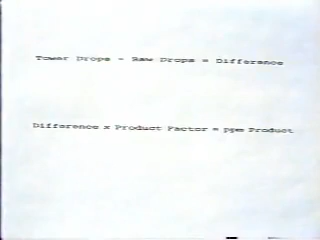 Tower Drops - Raw Drops = Difference
Difference x Product Factor = ppm Product